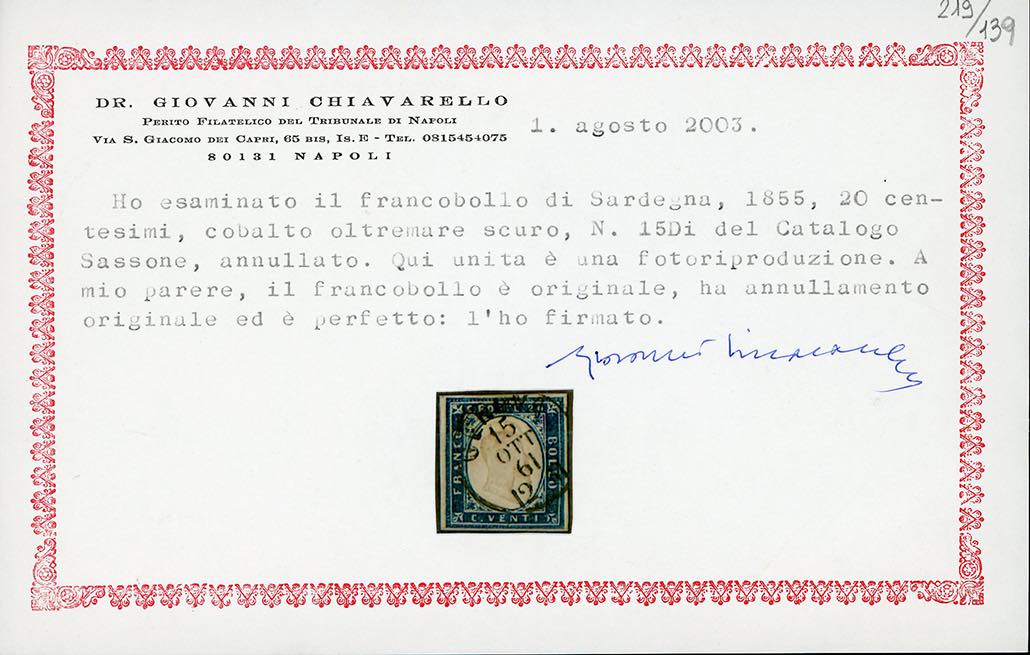 219/139
DR. GIOVANNI CHIAVARELLO
PERITO FILATELICO DEL TRIBUNALE DI NAPOLI
VIA S. GIACOMO DEI CAPRI, 65 BIS, IS. E - TEL. 0815454075
80131 NAPOLI
1. agosto 2003.
Ho esaminato il francobollo di Sardegna, 1855, 20 cen-
tesimi, cobalto oltremare scuro, N. 15Di del Catalogo
Sassone, annullato. Qui unita è una fotoriproduzione. A
mio parere, il francobollo è originale, ha annullamento
originale ed è perfetto: l'ho firmato.
FRANCO
BOLLO
C. VENTI
15
OTT
61